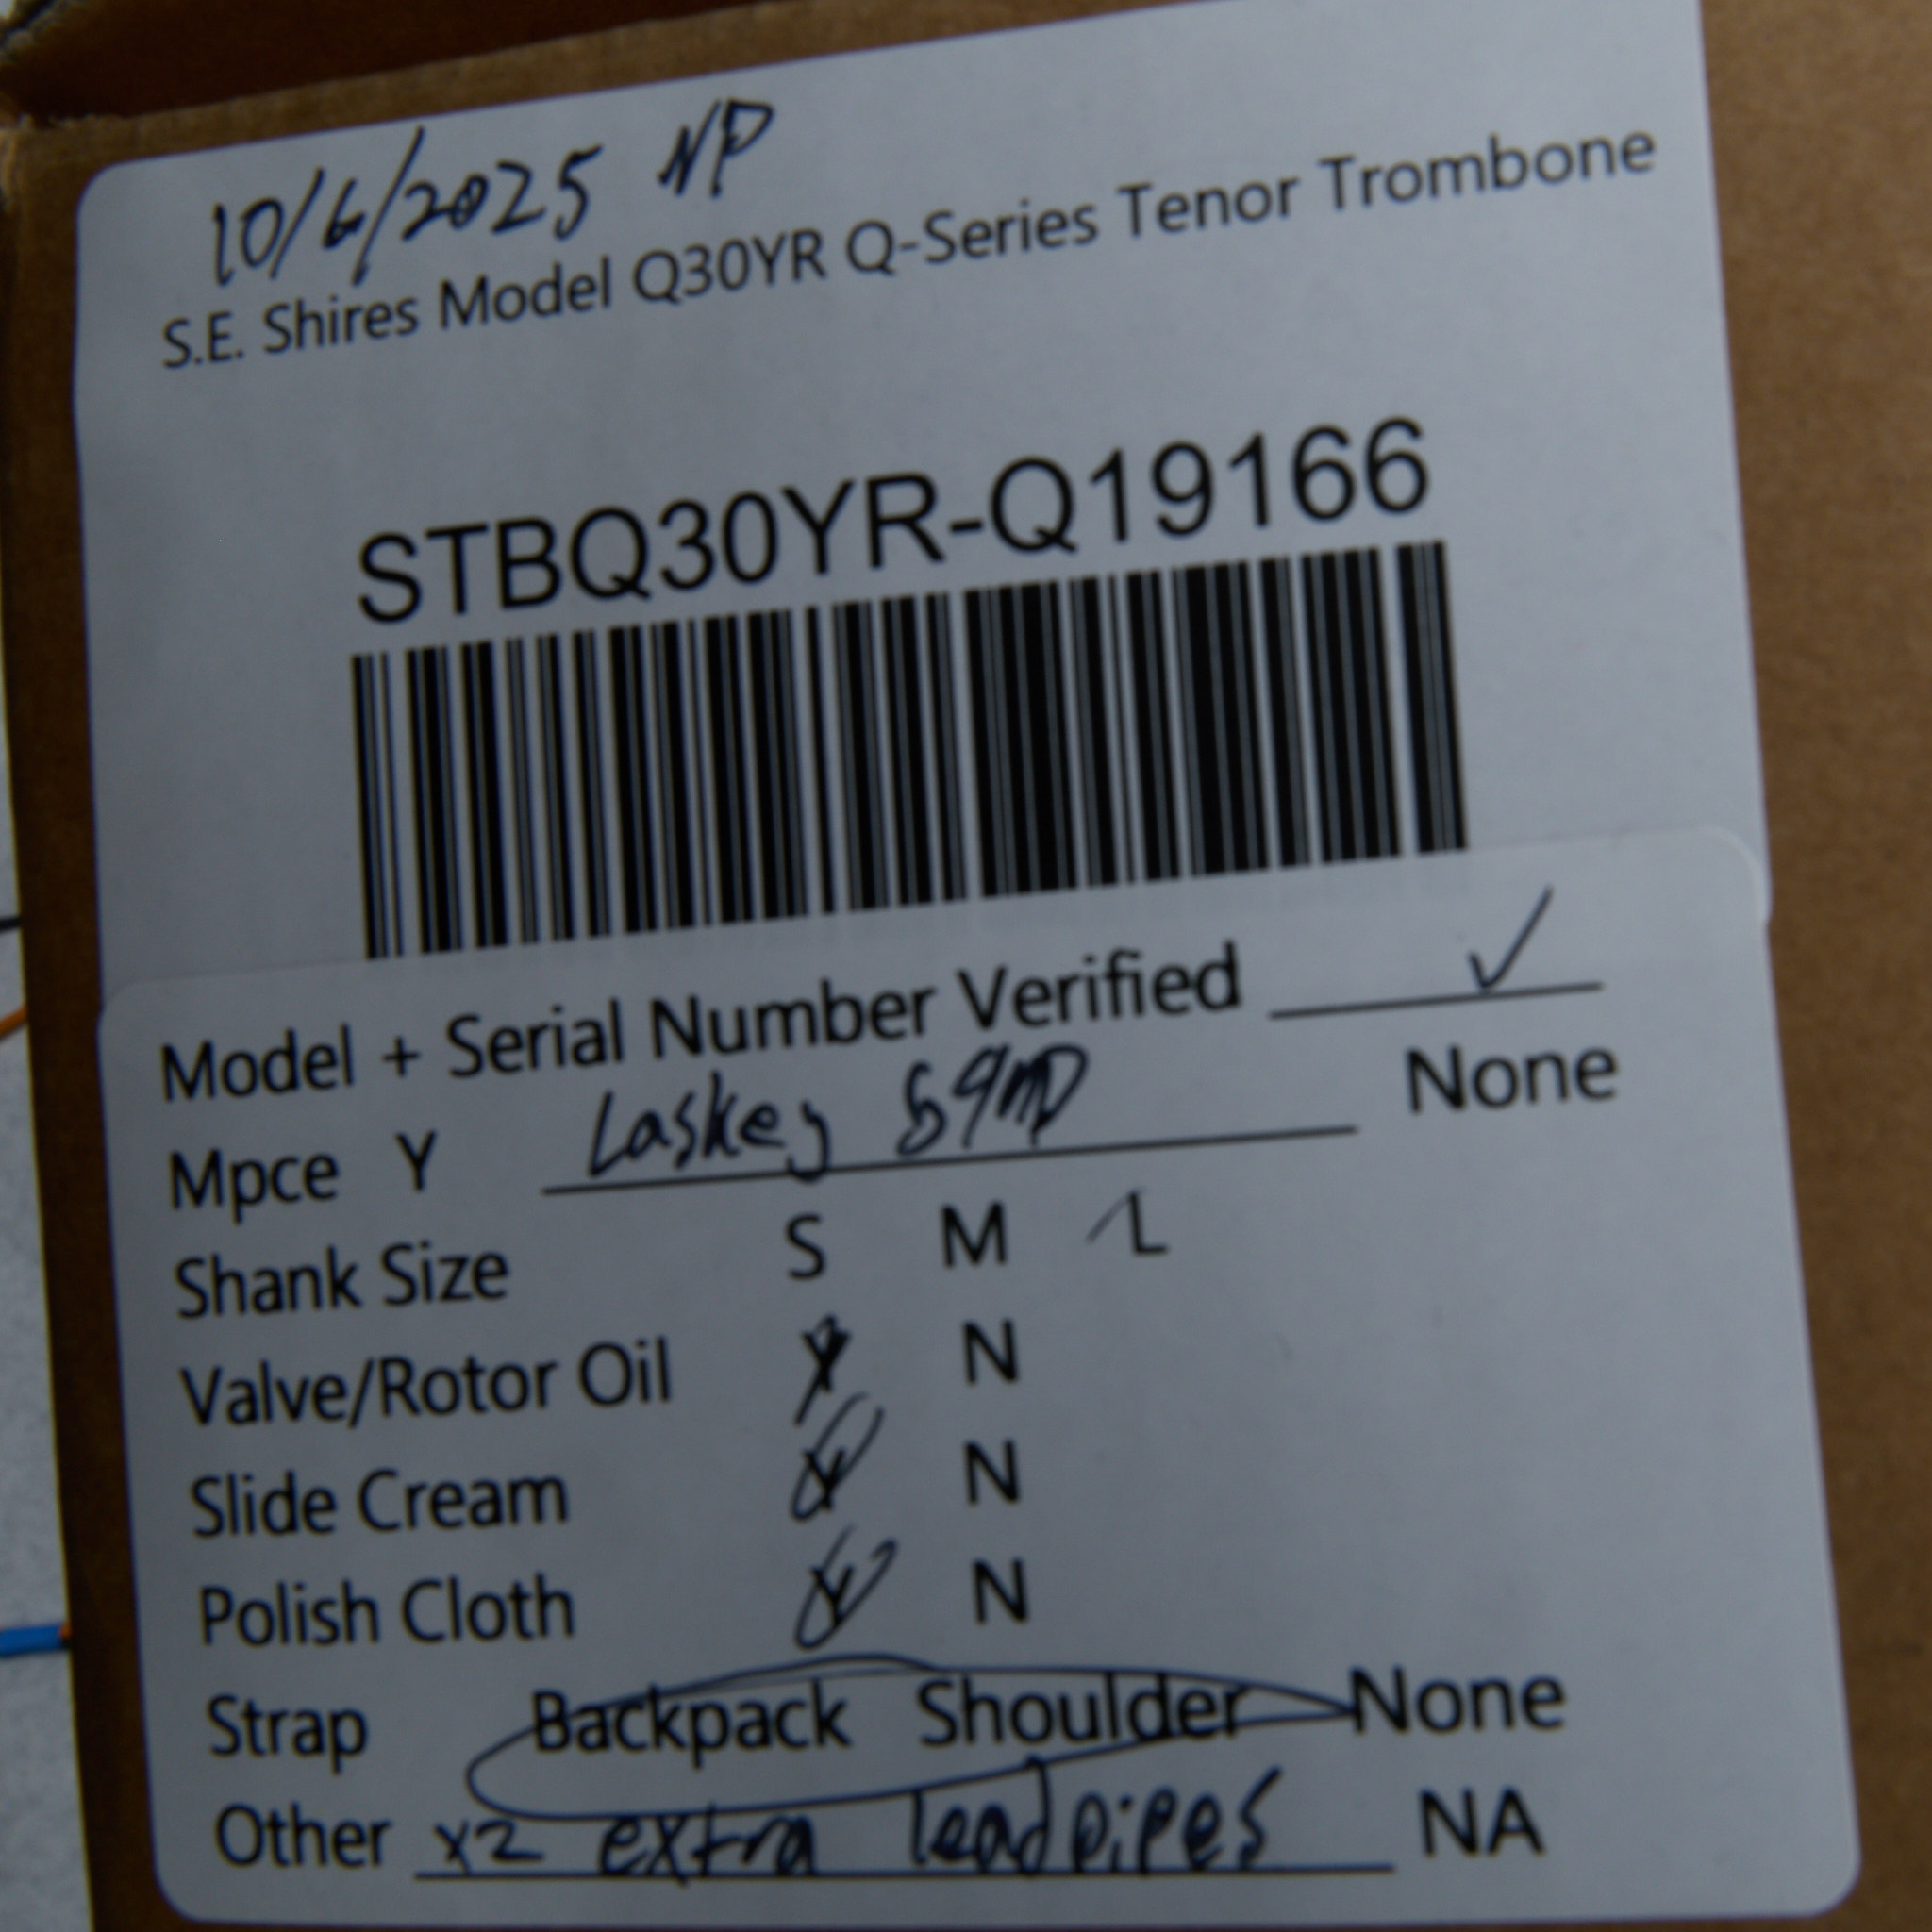 10/6/2025 NP
S.E. Shires Model Q30YR Q-Series Tenor Trombone
STBQ30YR-Q19166
Model + Serial Number Verified ✓
Mpce Y Laskey 59MD None
Shank Size S M L
Valve/Rotor Oil Y N
Slide Cream Y N
Polish Cloth Y N
Strap Backpack Shoulder None
Other x2 extra leadpipes NA